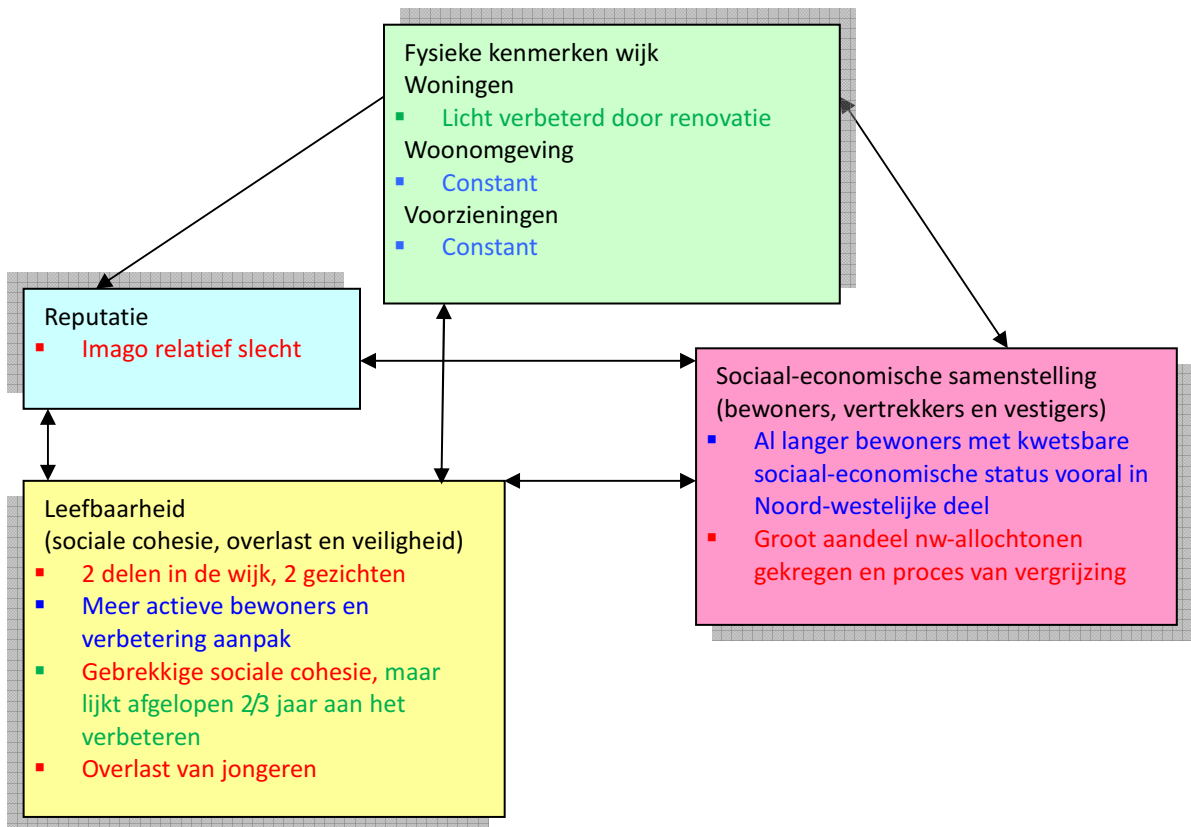 Fysieke kenmerken wijk
Woningen
▪ Licht verbeterd door renovatie
Woonomgeving
▪ Constant
Voorzieningen
▪ Constant
Reputatie
▪ Imago relatief slecht
Sociaal-economische samenstelling
(bewoners, vertrekkers en vestigers)
▪ Al langer bewoners met kwetsbare
sociaal-economische status vooral in
Noord-westelijke deel
▪ Groot aandeel nw-allochtonen
gekregen en proces van vergrijzing
Leefbaarheid
(sociale cohesie, overlast en veiligheid)
▪ 2 delen in de wijk, 2 gezichten
▪ Meer actieve bewoners en
verbetering aanpak
▪ Gebrekkige sociale cohesie, maar
lijkt afgelopen 2/3 jaar aan het
verbeteren
▪ Overlast van jongeren